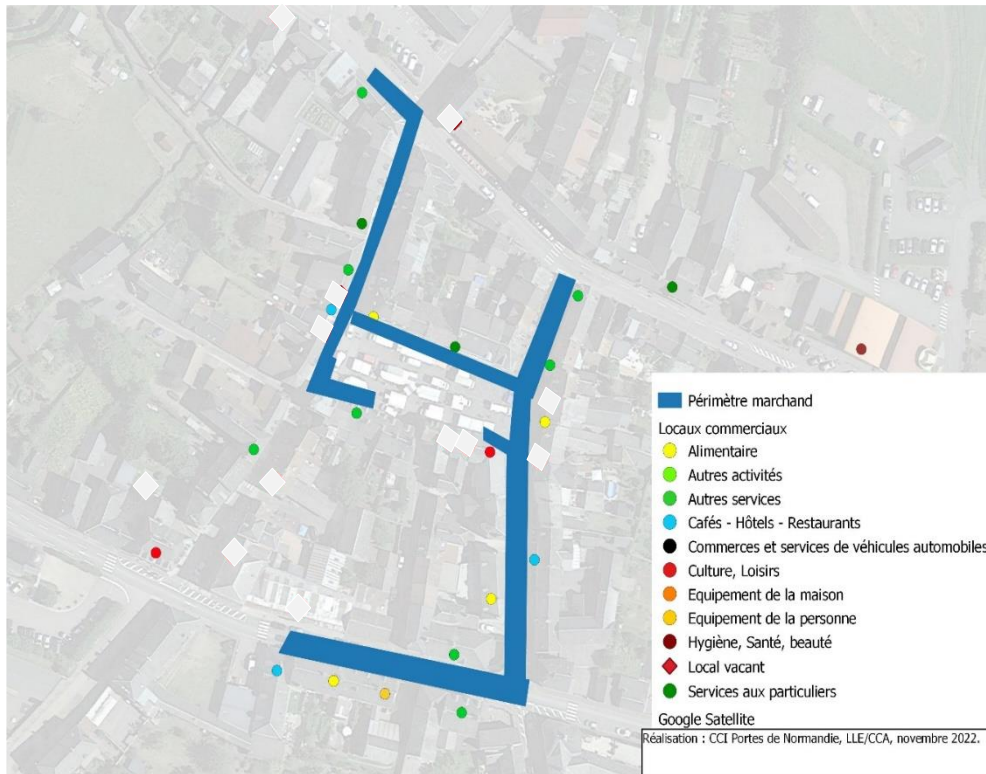 Périmètre marchand
Locaux commerciaux
Alimentaire
Autres activités
Autres services
Cafés - Hôtels - Restaurants
Commerces et services de véhicules automobiles
Culture, Loisirs
Equipement de la maison
Equipement de la personne
Hygiène, Santé, beauté
Local vacant
Services aux particuliers
Google Satellite
Réalisation : CCI Portes de Normandie, LLE/CCA, novembre 2022.